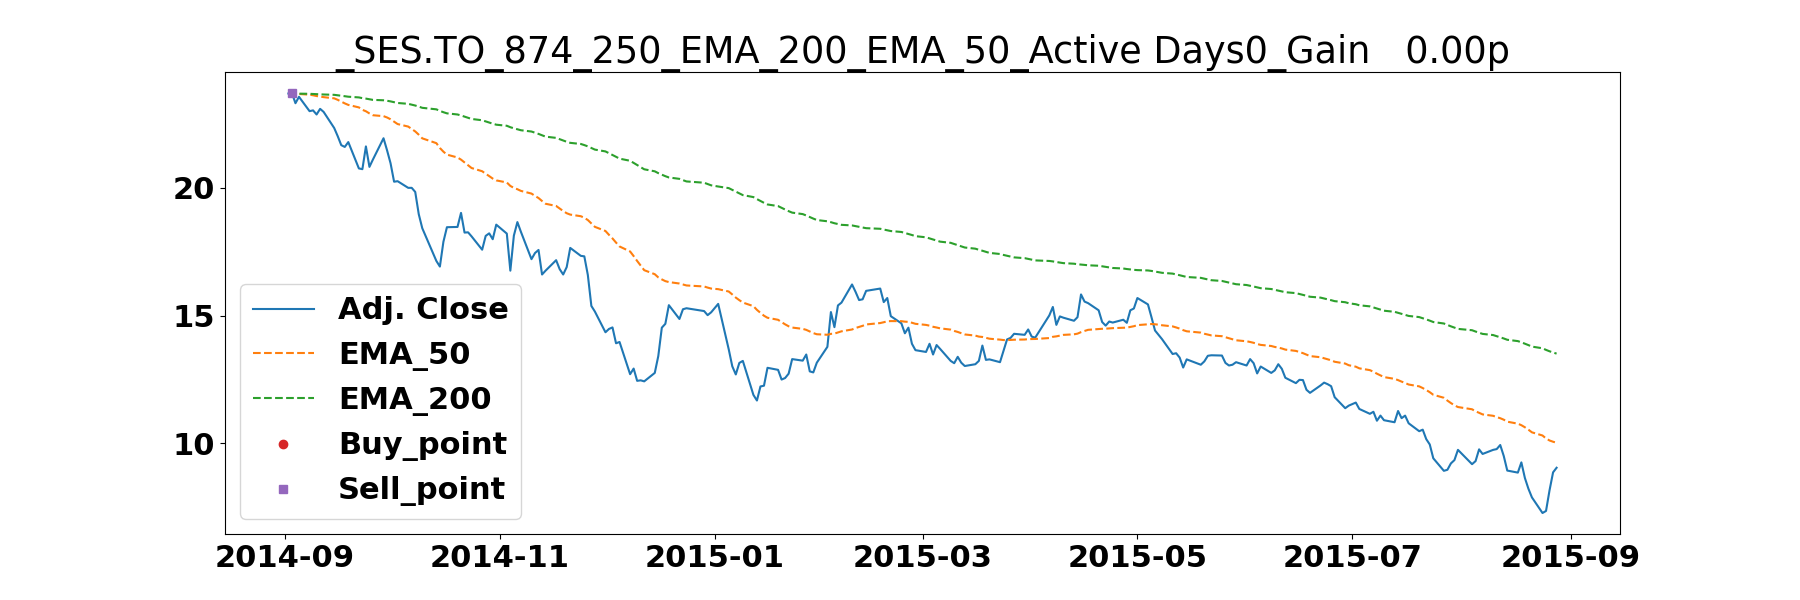 _SES.TO_874_250_EMA_200_EMA_50_Active Days0_Gain   0.00p
20
15
10
Adj. Close
EMA_50
EMA_200
Buy_point
Sell_point
2014-09 2014-11 2015-01 2015-03 2015-05 2015-07 2015-09